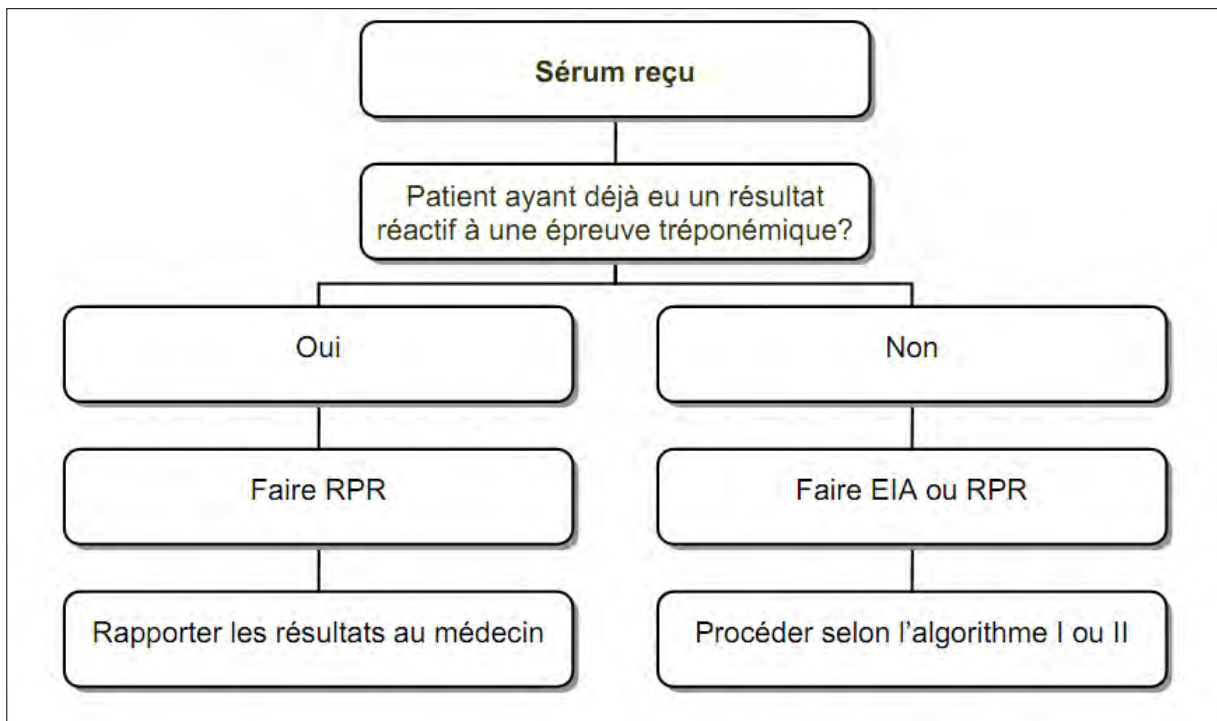 Sérum reçu
Patient ayant déjà eu un résultat
réactif à une épreuve tréponémique?
Oui
Non
Faire RPR
Faire EIA ou RPR
Rapporter les résultats au médecin
Procéder selon l'algorithme I ou II